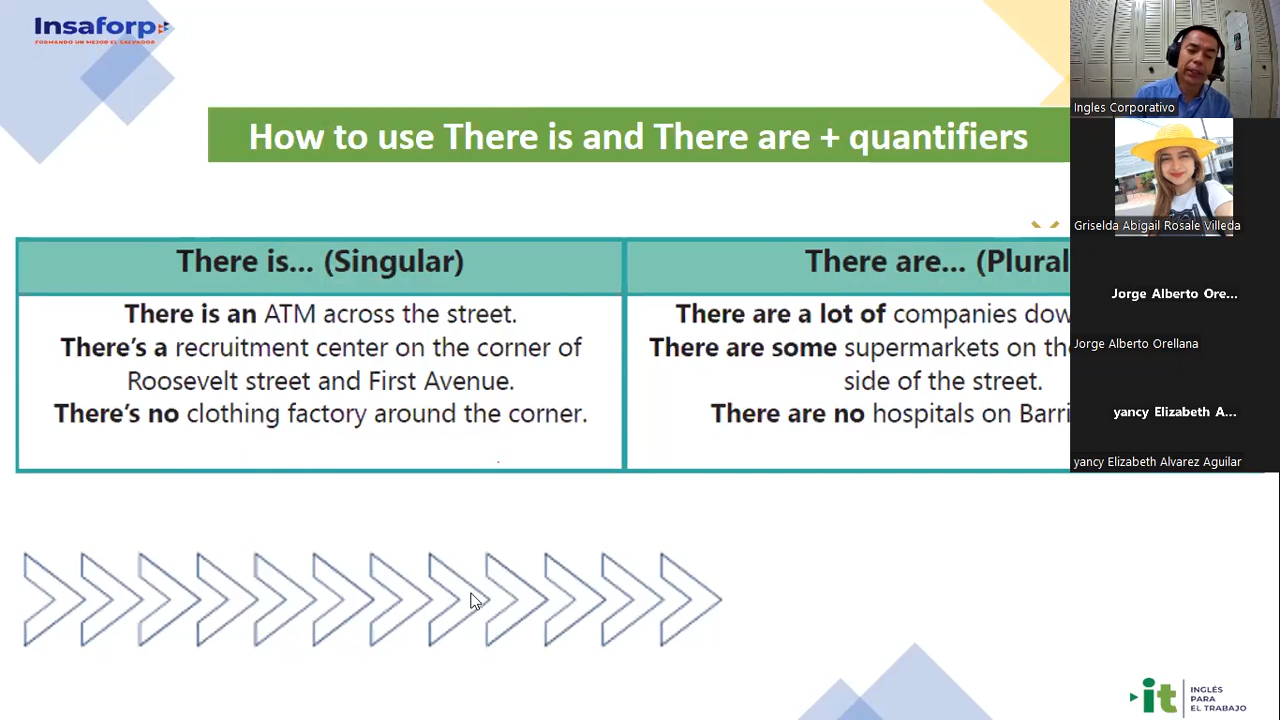 Insaforp
FORMANDO UN MEJOR EL SALVADOR
How to use There is and There are + quantifiers
There is... (Singular)
There is an ATM across the street.
There's a recruitment center on the corner of
Roosevelt street and First Avenue.
There's no clothing factory around the corner.
There are... (Plural
There are a lot of companies dow
There are some supermarkets on the
side of the street.
There are no hospitals on Barri
Ingles Corporativo
Griselda Abigail Rosale Villeda
Jorge Alberto Ore...
Jorge Alberto Orellana
yancy Elizabeth A...
yancy Elizabeth Alvarez Aguilar
it
INGLÉS
PARA
EL TRABAJO